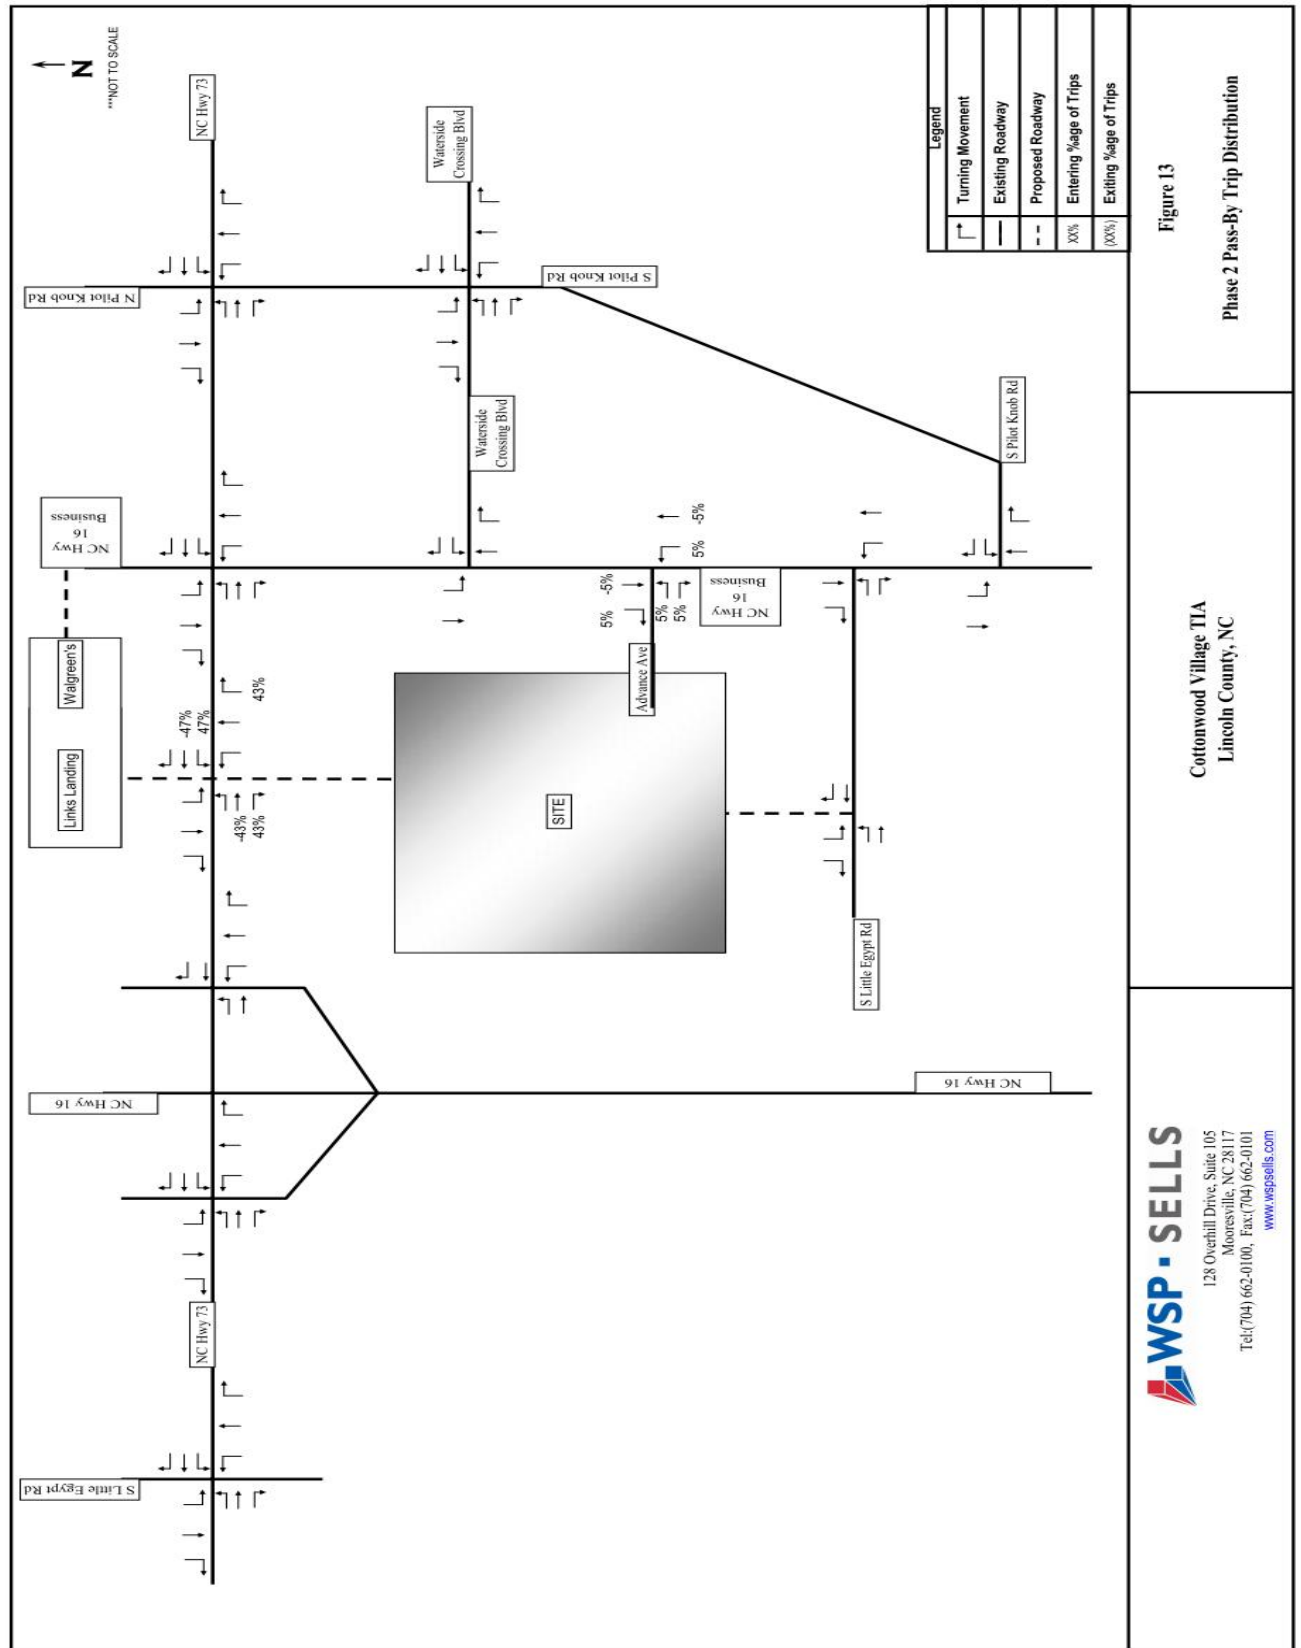 N
***NOT TO SCALE
S Little Egypt Rd
NC Hwy 73
NC Hwy 16
Links Landing
Walgreen's
NC Hwy
16
Business
N Pilot Knob Rd
NC Hwy 73
-47%
47%
43%
-43%
43%
Waterside
Crossing Blvd
Waterside
Crossing Blvd
S Pilot Knob Rd
SITE
Advance Ave
5%
-5%
5%
5%
5%
-5%
NC Hwy
16
Business
S Little Egypt Rd
NC Hwy 16
S Pilot Knob Rd
Legend
Turning Movement
Existing Roadway
Proposed Roadway
XX% Entering %age of Trips
(XX%) Exiting %age of Trips
WSP · SELLS
128 Overhill Drive, Suite 105
Mooresville, NC 28117
Tel:(704) 662-0100, Fax:(704) 662-0101
www.wspsells.com
Cottonwood Village TIA
Lincoln County, NC
Figure 13
Phase 2 Pass-By Trip Distribution